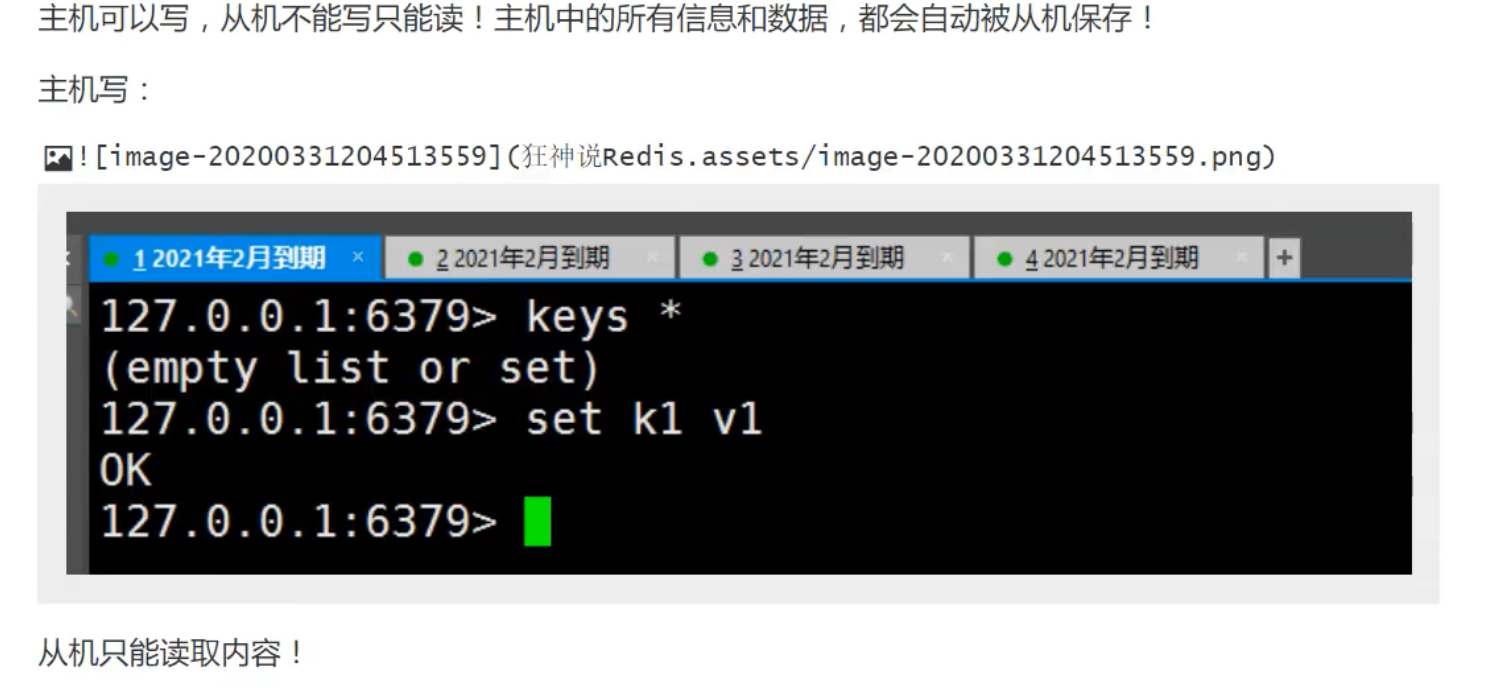 主机可以写，从机不能写只能读！主机中的所有信息和数据，都会自动被从机保存！
主机写：
![image-20200331204513559](狂神说Redis.assets/image-20200331204513559.png)
1 2021年2月到期 × 2 2021年2月到期 × 3 2021年2月到期 × 4 2021年2月到期 × +
127.0.0.1:6379> keys *
(empty list or set)
127.0.0.1:6379> set k1 v1
OK
127.0.0.1:6379>
从机只能读取内容！